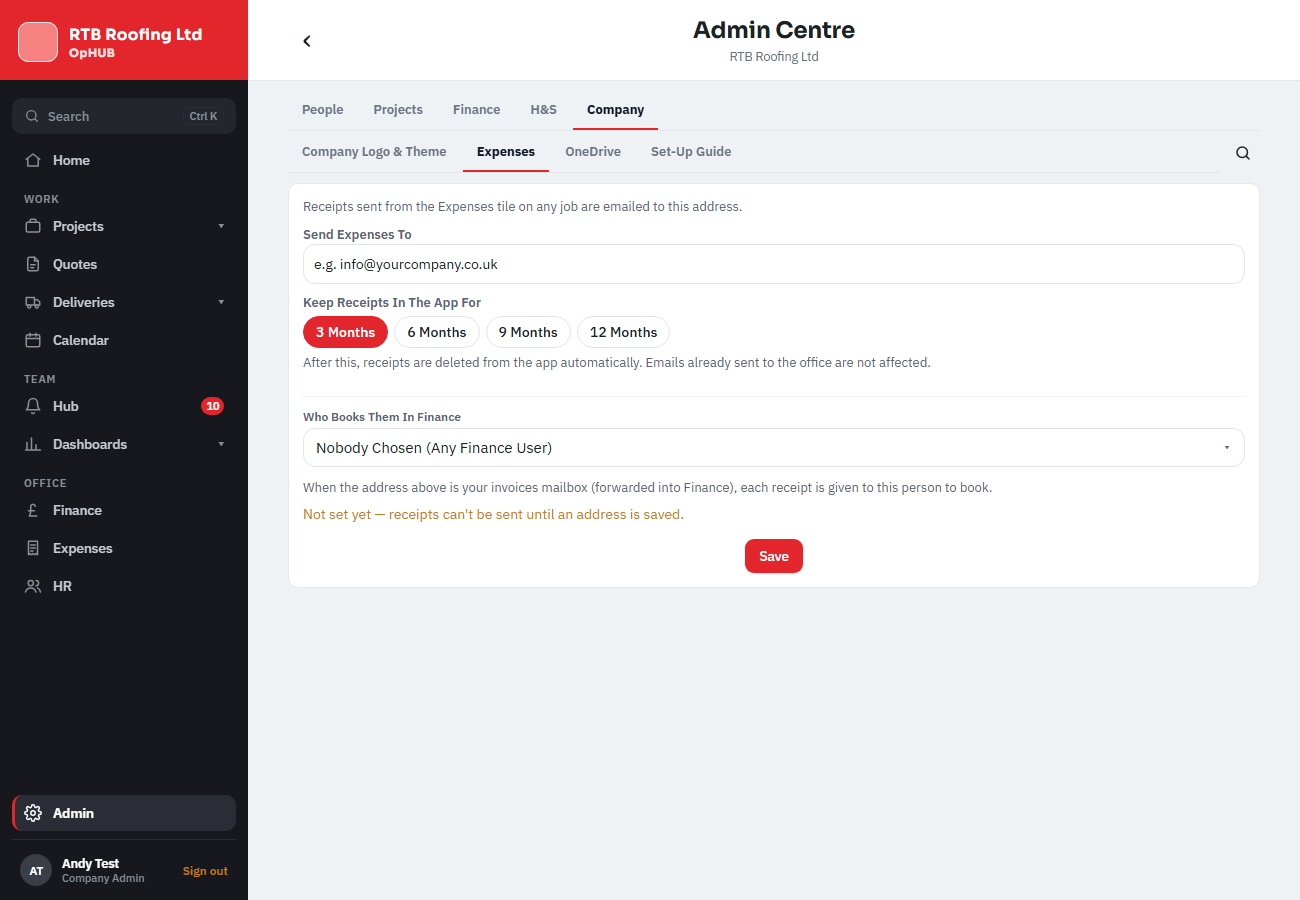 RTB Roofing Ltd
OpHUB
Search Ctrl K
Home
WORK
Projects
Quotes
Deliveries
Calendar
TEAM
Hub 10
Dashboards
OFFICE
Finance
Expenses
HR
Admin
AT
Andy Test
Company Admin
Sign out
Admin Centre
RTB Roofing Ltd
People Projects Finance H&S Company
Company Logo & Theme Expenses OneDrive Set-Up Guide
Receipts sent from the Expenses tile on any job are emailed to this address.
Send Expenses To
e.g. info@yourcompany.co.uk
Keep Receipts In The App For
3 Months 6 Months 9 Months 12 Months
After this, receipts are deleted from the app automatically. Emails already sent to the office are not affected.
Who Books Them In Finance
Nobody Chosen (Any Finance User)
When the address above is your invoices mailbox (forwarded into Finance), each receipt is given to this person to book.
Not set yet — receipts can't be sent until an address is saved.
Save